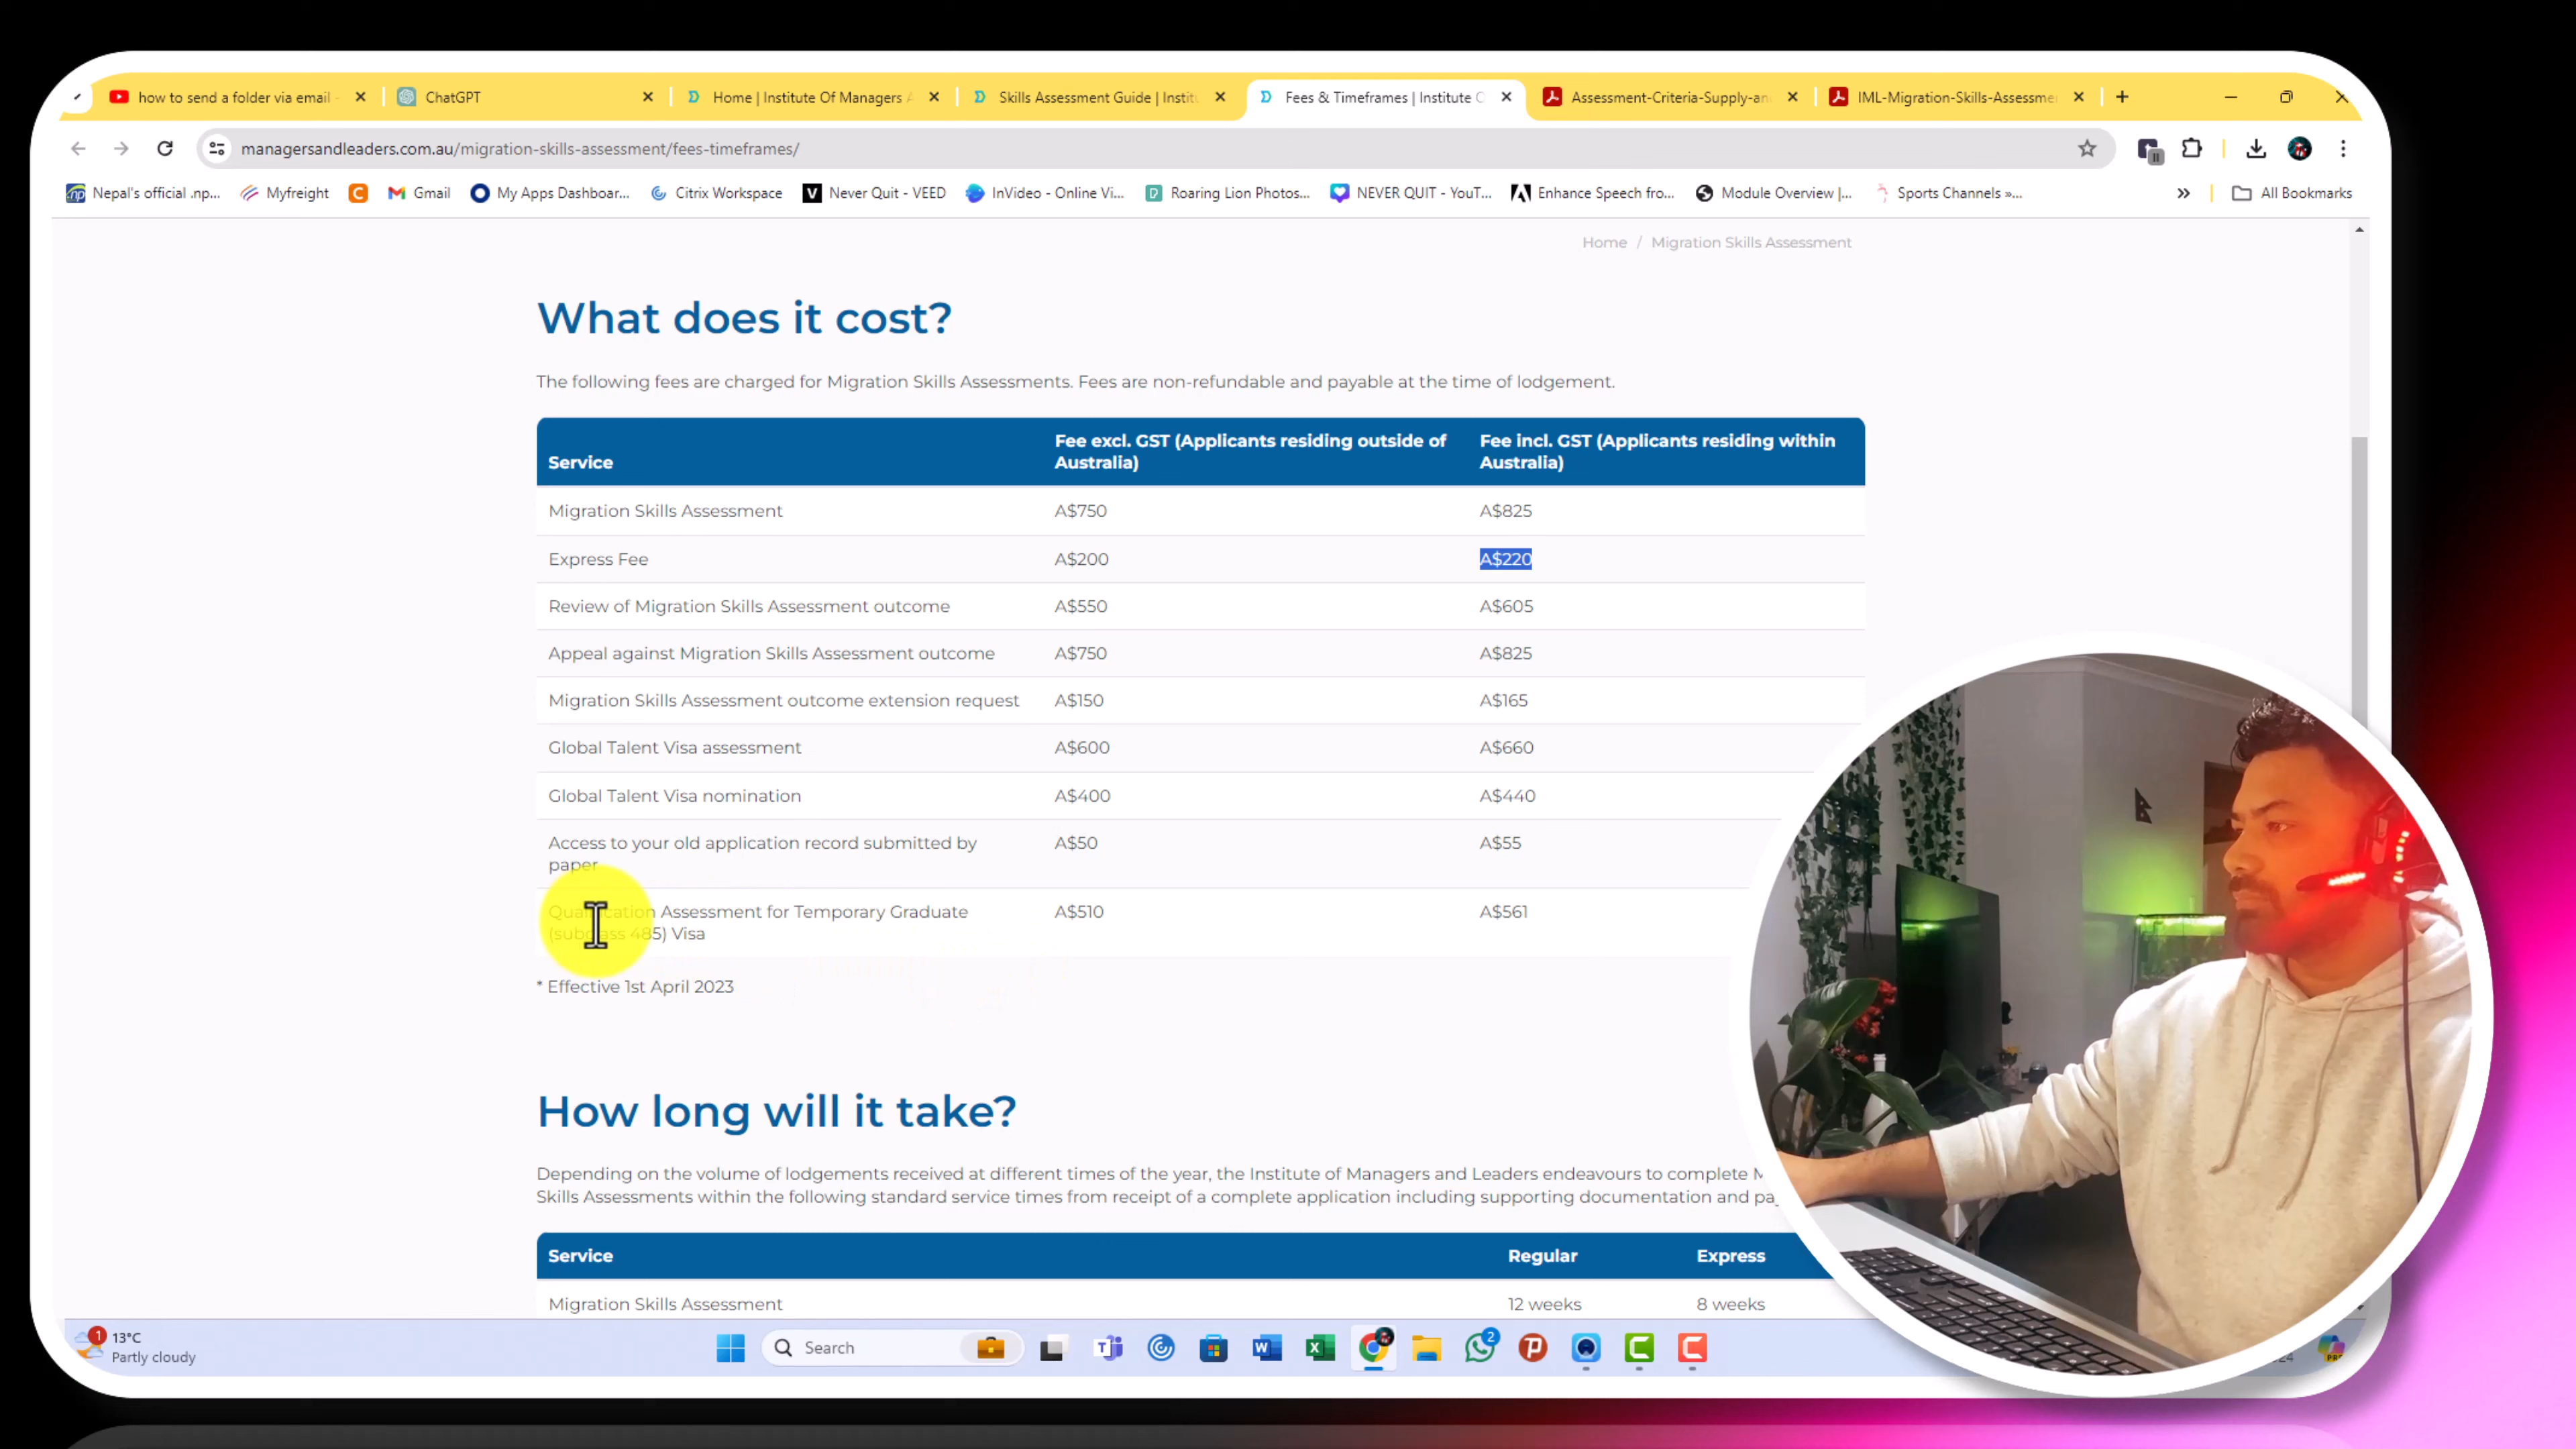 how to send a folder via email -
ChatGPT
Home | Institute Of Managers A
Skills Assessment Guide | Instit
Fees & Timeframes | Institute O
Assessment-Criteria-Supply-an
IML-Migration-Skills-Assessme
managersandleaders.com.au/migration-skills-assessment/fees-timeframes/
Nepal's official .np...
Myfreight
Gmail
My Apps Dashboar...
Citrix Workspace
Never Quit - VEED
InVideo - Online Vi...
Roaring Lion Photos...
NEVER QUIT - YouT...
Enhance Speech fro...
Module Overview |...
Sports Channels »...
All Bookmarks
Home / Migration Skills Assessment
What does it cost?
The following fees are charged for Migration Skills Assessments. Fees are non-refundable and payable at the time of lodgement.
Service
Fee excl. GST (Applicants residing outside of
Australia)
Fee incl. GST (Applicants residing within
Australia)
Migration Skills Assessment A$750 A$825
Express Fee A$200 A$220
Review of Migration Skills Assessment outcome A$550 A$605
Appeal against Migration Skills Assessment outcome A$750 A$825
Migration Skills Assessment outcome extension request A$150 A$165
Global Talent Visa assessment A$600 A$660
Global Talent Visa nomination A$400 A$440
Access to your old application record submitted by A$50 A$55
paper
Qualification Assessment for Temporary Graduate A$510 A$561
(subclass 485) Visa
* Effective 1st April 2023
How long will it take?
Depending on the volume of lodgements received at different times of the year, the Institute of Managers and Leaders endeavours to complete M
Skills Assessments within the following standard service times from receipt of a complete application including supporting documentation and pay
Service Regular Express
Migration Skills Assessment 12 weeks 8 weeks
1
13°C
Partly cloudy
Search
2